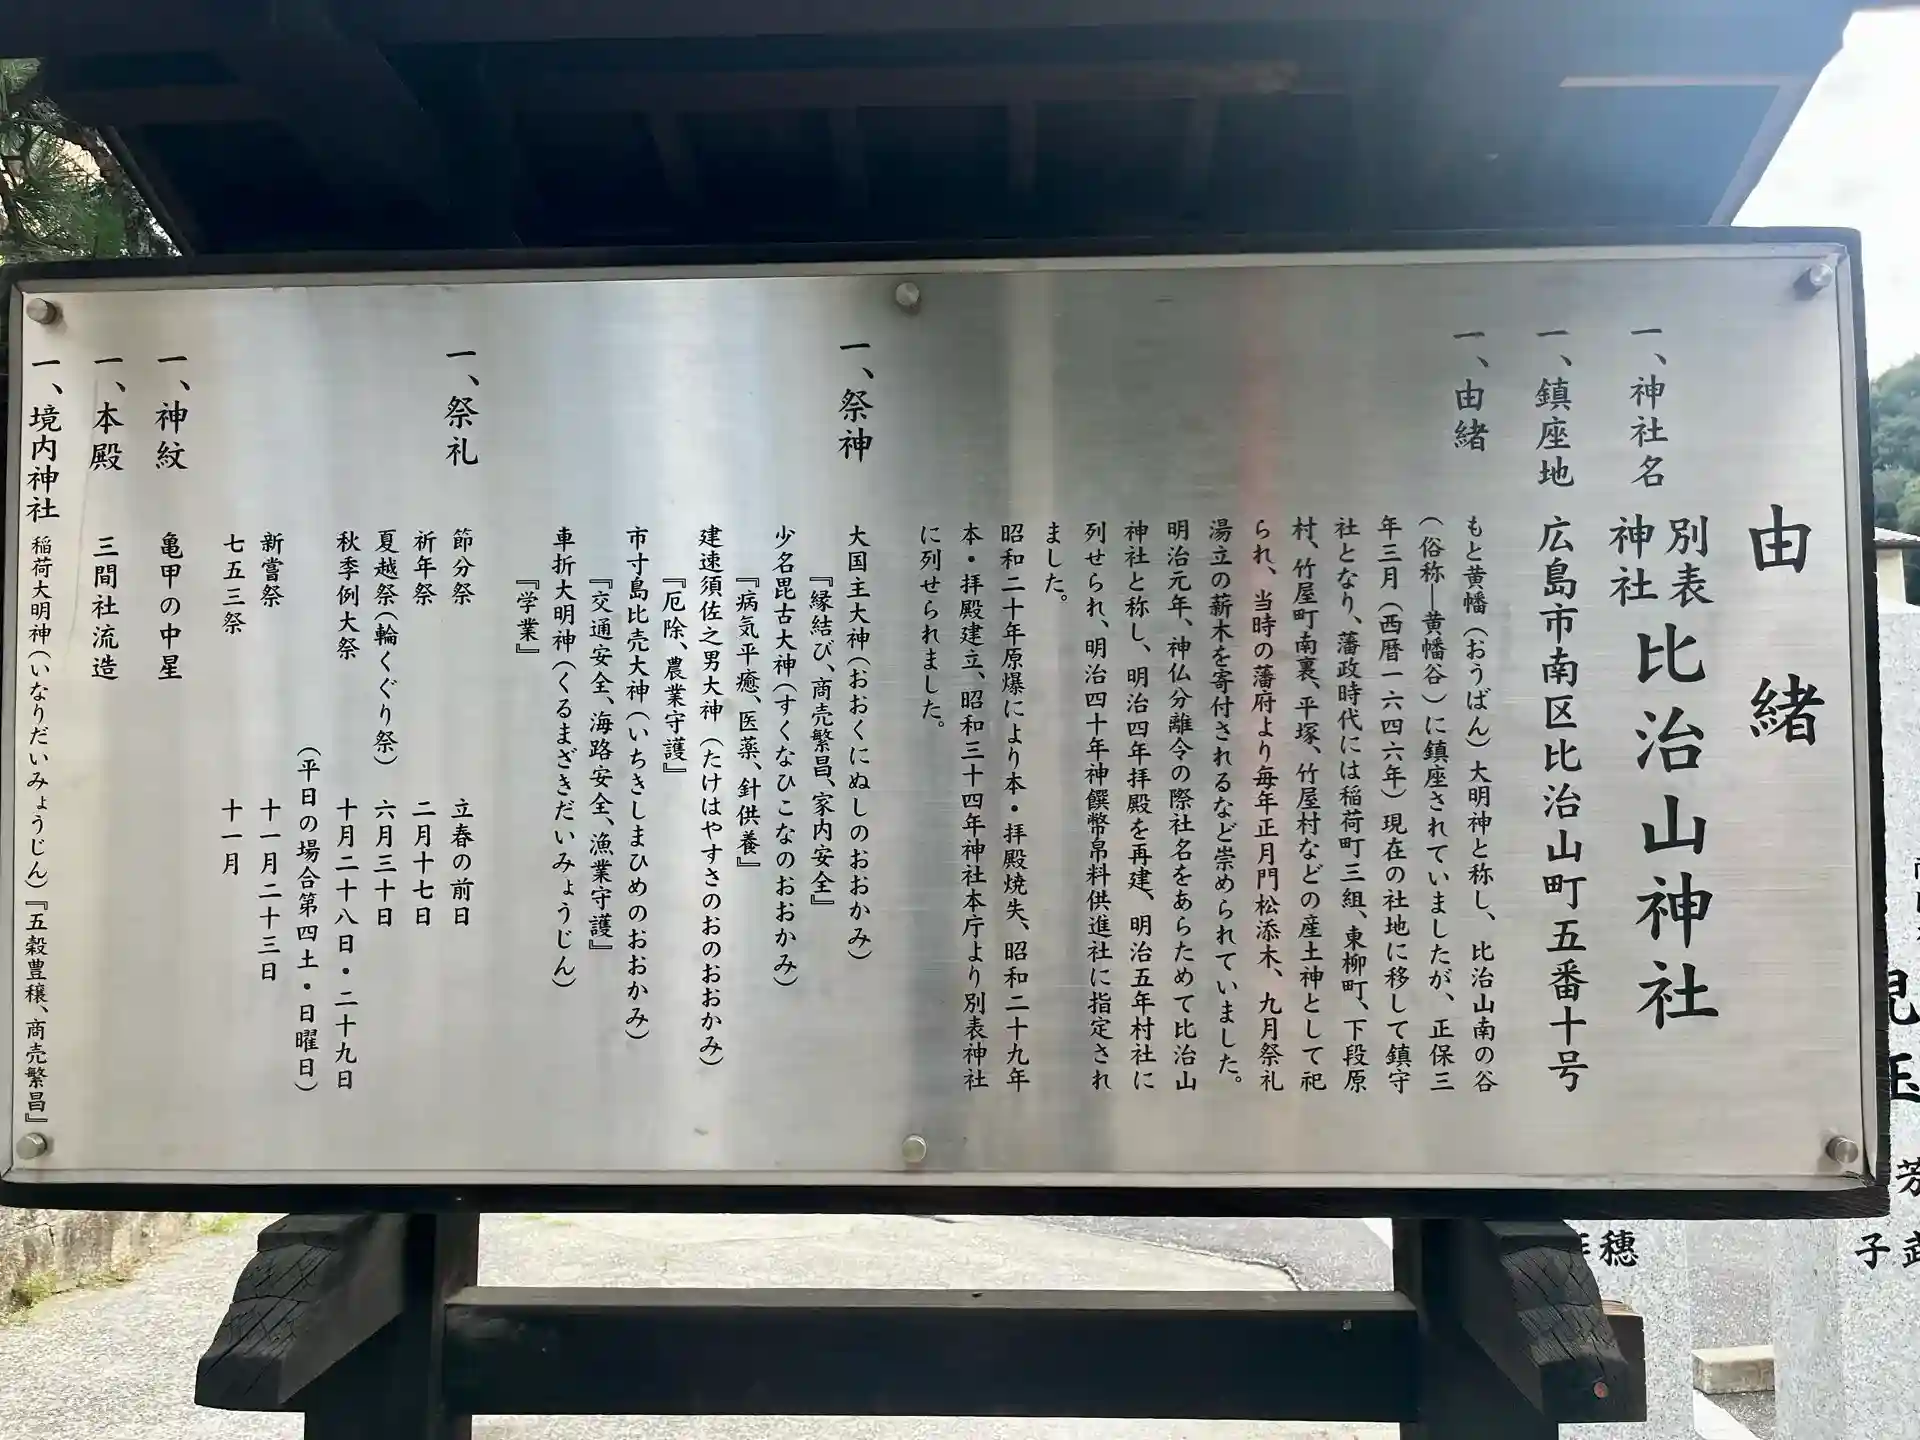 由緒
一、神社名 別表神社 比治山神社
一、鎮座地 広島市南区比治山町五番十号
一、由緒 もと黄幡（おうばん）大明神と称し、比治山南の谷
（俗称―黄幡谷）に鎮座されていましたが、正保三
年三月（西暦一六四六年）現在の社地に移して鎮守
社となり、藩政時代には稲荷町三組、東柳町、下段原
村、竹屋町南裏、平塚、竹屋村などの産土神として祀
られ、当時の藩府より毎年正月門松添木、九月祭礼
湯立の薪木を寄付されるなど崇められていました。
明治元年、神仏分離令の際社名をあらためて比治山
神社と称し、明治四年拝殿を再建、明治五年村社に
列せられ、明治四十年神饌幣帛料供進社に指定され
ました。
昭和二十年原爆により本・拝殿焼失、昭和二十九年
本・拝殿建立、昭和三十四年神社本庁より別表神社
に列せられました。
一、祭神 大国主大神（おおくにぬしのおおかみ）
『縁結び、商売繁昌、家内安全』
少名毘古大神（すくなひこなのおおかみ）
『病気平癒、医薬、針供養』
建速須佐之男大神（たけはやすさのおのおおかみ）
『厄除、農業守護』
市寸島比売大神（いちきしまひめのおおかみ）
『交通安全、海路安全、漁業守護』
車折大明神（くるまざきだいみょうじん）
『学業』
一、祭礼 節分祭 立春の前日
祈年祭 二月十七日
夏越祭（輪くぐり祭） 六月三十日
秋季例大祭 十月二十八日・二十九日
（平日の場合第四土・日曜日）
新嘗祭 十一月二十三日
七五三祭 十一月
一、神紋 亀甲の中星
一、本殿 三間社流造
一、境内神社 稲荷大明神（いなりだいみょうじん）『五穀豊穣、商売繁昌』
児玉
芳
武
子
穂